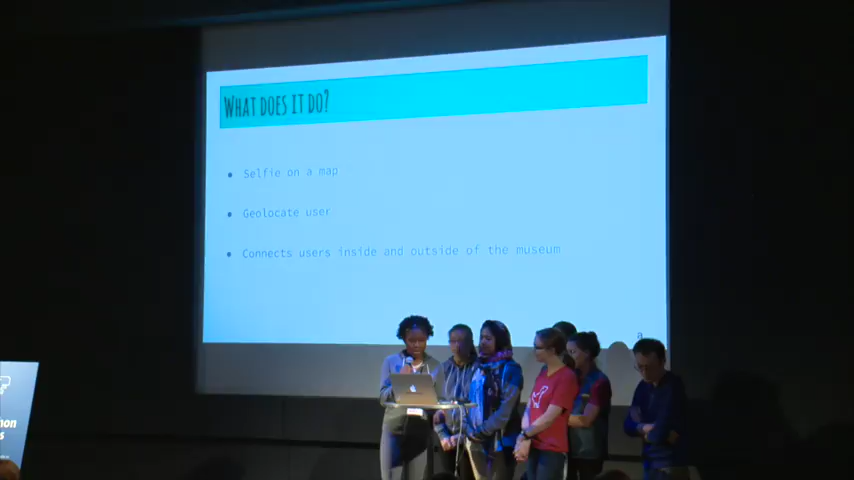 What does it do?
Selfie on a map
Geolocate user
Connects users inside and outside of the museum